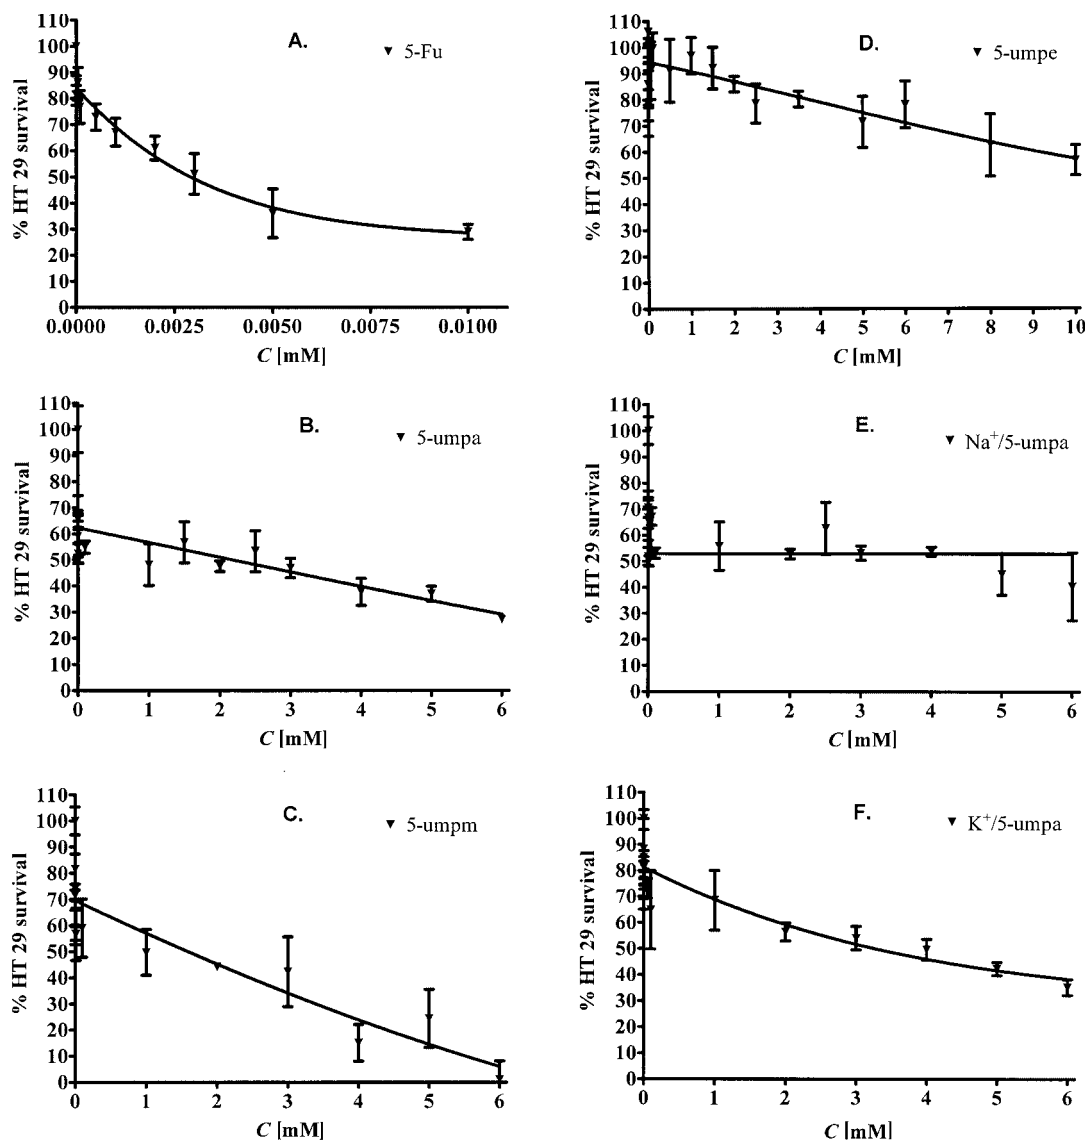 A.
5-Fu
% HT 29 survival
110
100
90
80
70
60
50
40
30
20
10
0
0.0000 0.0025 0.0050 0.0075 0.0100
C [mM]
D.
5-umpe
% HT 29 survival
110
100
90
80
70
60
50
40
30
20
10
0
0 1 2 3 4 5 6 7 8 9 10
C [mM]
B.
5-umpa
% HT 29 survival
110
100
90
80
70
60
50
40
30
20
10
0
0 1 2 3 4 5 6
C [mM]
E.
Na⁺/5-umpa
% HT 29 survival
110
100
90
80
70
60
50
40
30
20
10
0
0 1 2 3 4 5 6
C [mM]
C.
5-umpm
% HT 29 survival
110
100
90
80
70
60
50
40
30
20
10
0
0 1 2 3 4 5 6
C [mM]
F.
K⁺/5-umpa
% HT 29 survival
110
100
90
80
70
60
50
40
30
20
10
0
0 1 2 3 4 5 6
C [mM]